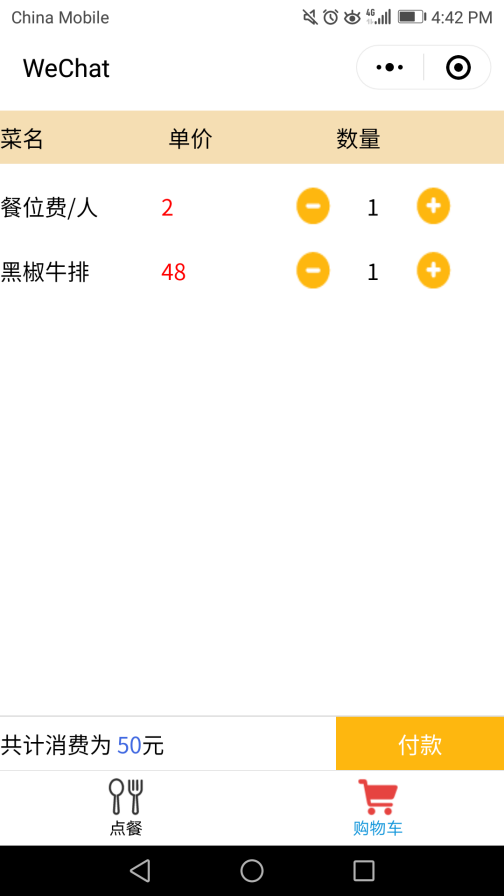 China Mobile 4G 4:42 PM
WeChat
菜名 单价 数量
餐位费/人 2 1
黑椒牛排 48 1
共计消费为 50元 付款
点餐 购物车